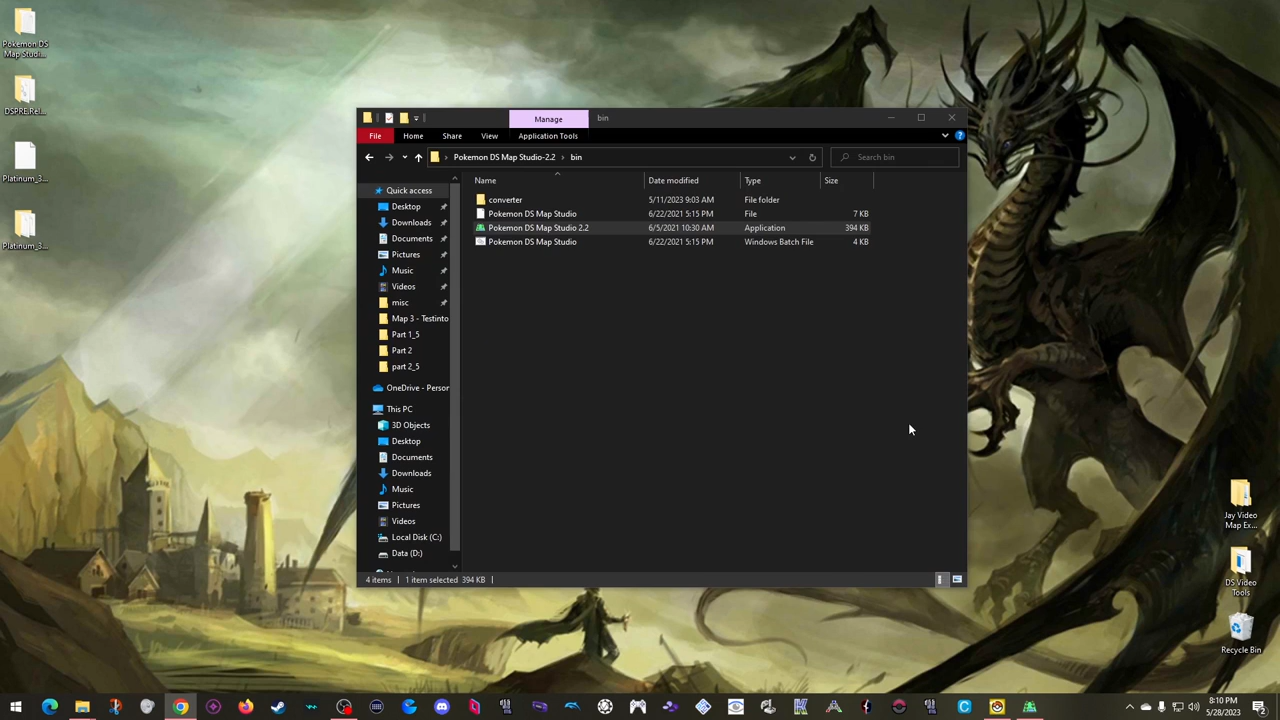 Pokemon DS
Map Studi...
DSPRE.Rel...
Platinum_3...
Platinum_3...
Manage
bin
File
Home
Share
View
Application Tools
Pokemon DS Map Studio-2.2
bin
Search bin
Name
Date modified
Type
Size
converter
5/11/2023 9:03 AM
File folder
Pokemon DS Map Studio
6/22/2021 5:15 PM
File
7 KB
Pokemon DS Map Studio 2.2
6/5/2021 10:30 AM
Application
394 KB
Pokemon DS Map Studio
6/22/2021 5:15 PM
Windows Batch File
4 KB
Quick access
Desktop
Downloads
Documents
Pictures
Music
Videos
misc
Map 3 - Testinto
Part 1_5
Part 2
part 2_5
OneDrive - Person
This PC
3D Objects
Desktop
Documents
Downloads
Music
Pictures
Videos
Local Disk (C:)
Data (D:)
4 items
1 item selected 394 KB
Jay Video
Map Ex...
DS Video
Tools
Recycle Bin
8:10 PM
5/28/2023